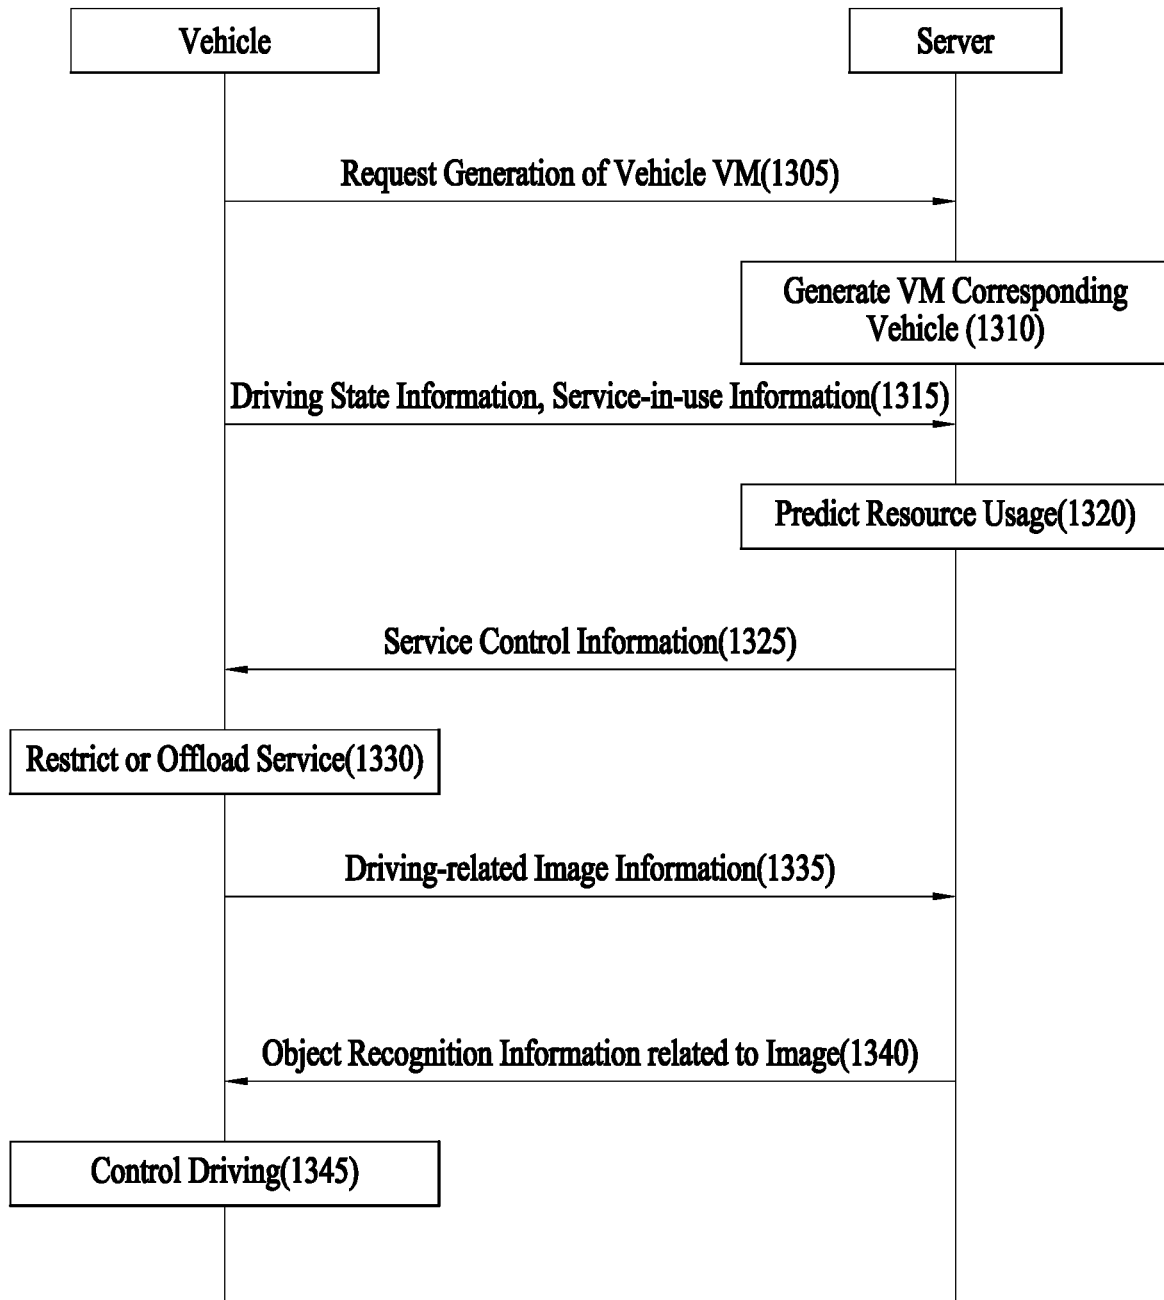 Vehicle
Server
Request Generation of Vehicle VM(1305)
Generate VM Corresponding
Vehicle (1310)
Driving State Information, Service-in-use Information(1315)
Predict Resource Usage(1320)
Service Control Information(1325)
Restrict or Offload Service(1330)
Driving-related Image Information(1335)
Object Recognition Information related to Image(1340)
Control Driving(1345)